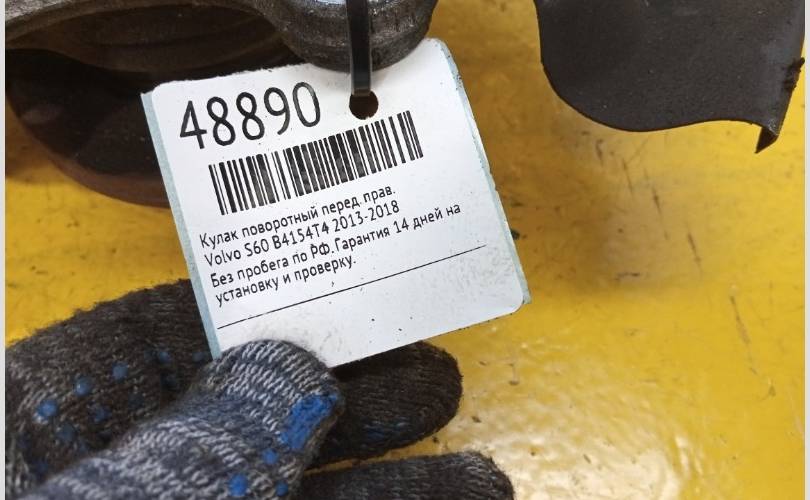 48890
Кулак поворотный перед. прав.
Volvo S60 B4154T4 2013-2018
Без пробега по РФ.Гарантия 14 дней на
установку и проверку.